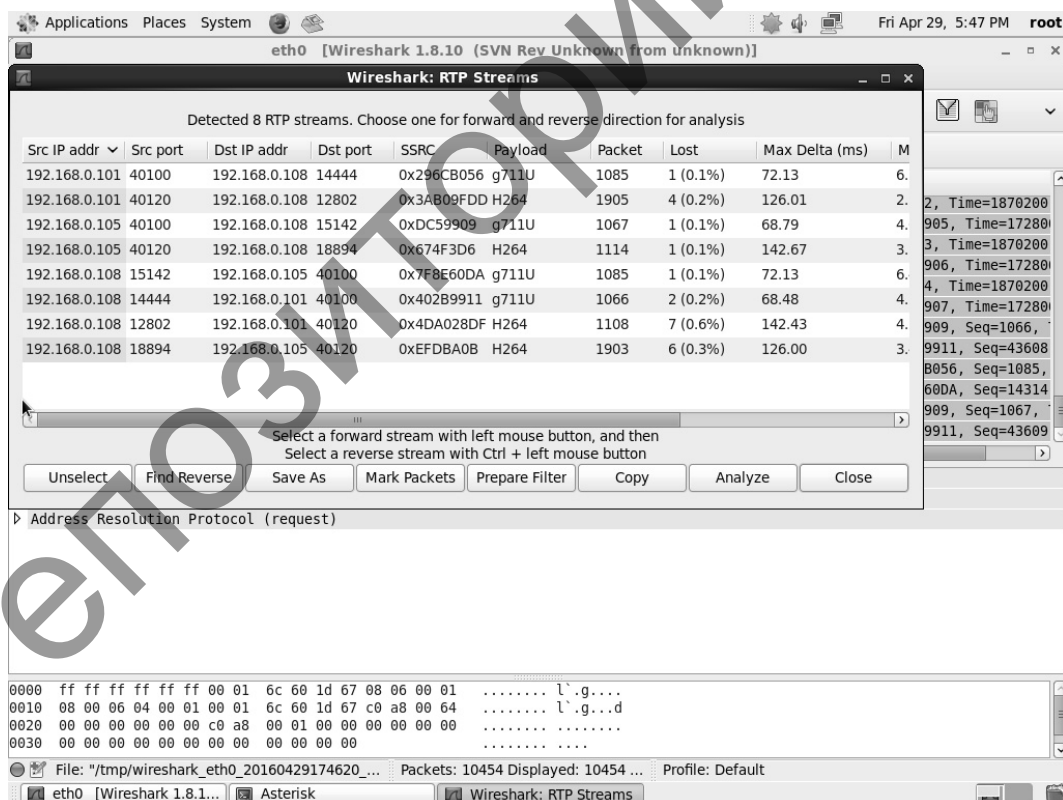 Applications Places System Fri Apr 29, 5:47 PM root
eth0 [Wireshark 1.8.10 (SVN Rev Unknown from unknown)]
Wireshark: RTP Streams
Detected 8 RTP streams. Choose one for forward and reverse direction for analysis
Src IP addr Src port Dst IP addr Dst port SSRC Payload Packet Lost Max Delta (ms) M
192.168.0.101 40100 192.168.0.108 14444 0x296CB056 g711U 1085 1 (0.1%) 72.13 6.
192.168.0.101 40120 192.168.0.108 12802 0x3AB09FDD H264 1905 4 (0.2%) 126.01 2.
192.168.0.105 40100 192.168.0.108 15142 0xDC59909 g711U 1067 1 (0.1%) 68.79 4.
192.168.0.105 40120 192.168.0.108 18894 0x674F3D6 H264 1114 1 (0.1%) 142.67 3.
192.168.0.108 15142 192.168.0.105 40100 0x7F8E60DA g711U 1085 1 (0.1%) 72.13 6.
192.168.0.108 14444 192.168.0.101 40100 0x402B9911 g711U 1066 2 (0.2%) 68.48 4.
192.168.0.108 12802 192.168.0.101 40120 0x4DA028DF H264 1108 7 (0.6%) 142.43 4.
192.168.0.108 18894 192.168.0.105 40120 0xEFDBA0B H264 1903 6 (0.3%) 126.00 3.
2, Time=1870200
905, Time=17280
3, Time=1870200
906, Time=17280
4, Time=1870200
907, Time=17280
909, Seq=1066,
9911, Seq=43608
B056, Seq=1085,
60DA, Seq=14314
909, Seq=1067,
9911, Seq=43609
Select a forward stream with left mouse button, and then
Select a reverse stream with Ctrl + left mouse button
Unselect Find Reverse Save As Mark Packets Prepare Filter Copy Analyze Close
Address Resolution Protocol (request)
0000 ff ff ff ff ff ff 00 01 6c 60 1d 67 08 06 00 01 ........ l`.g....
0010 08 00 06 04 00 01 00 01 6c 60 1d 67 c0 a8 00 64 ........ l`.g...d
0020 00 00 00 00 00 00 c0 a8 00 01 00 00 00 00 00 00 ........ ........
0030 00 00 00 00 00 00 00 00 00 00 00 00 ........ ....
File: "/tmp/wireshark_eth0_20160429174620_... Packets: 10454 Displayed: 10454 ... Profile: Default
eth0 [Wireshark 1.8.1... Asterisk Wireshark: RTP Streams
епозитори